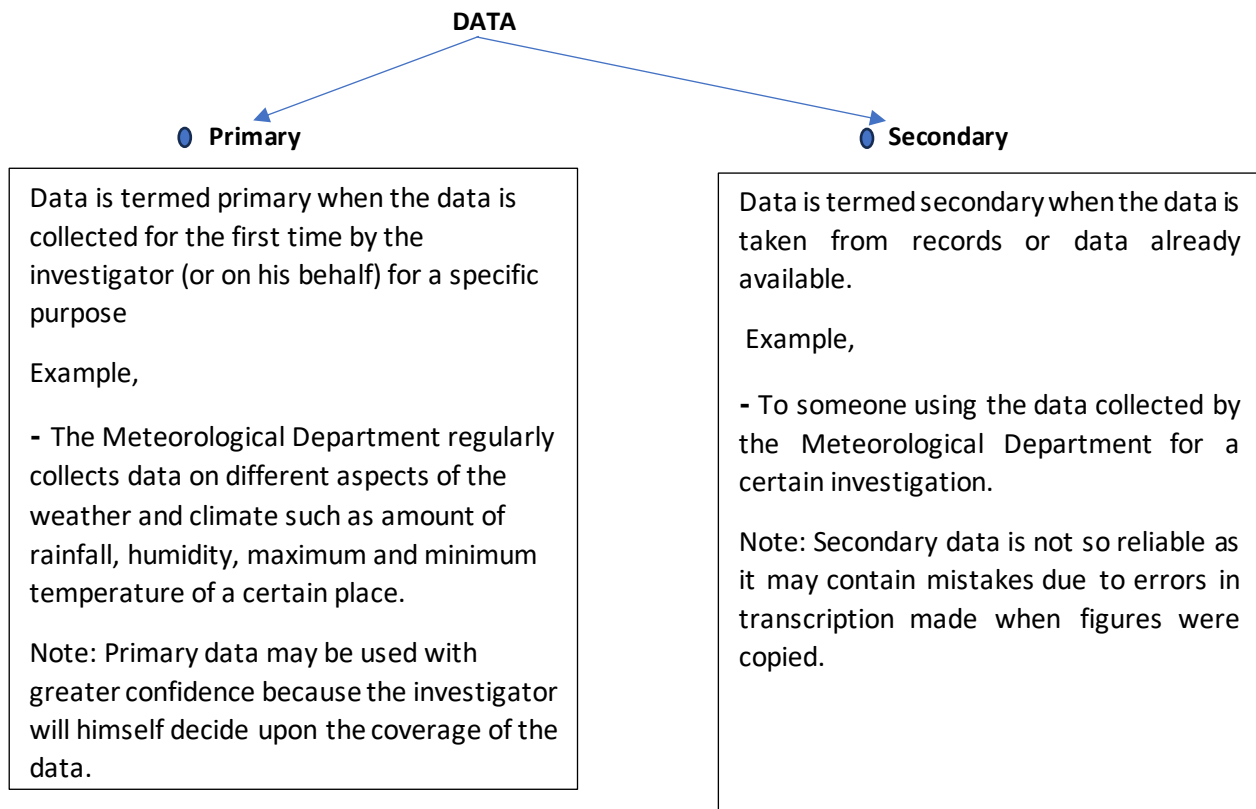 DATA
Primary
Secondary
Data is termed primary when the data is
collected for the first time by the
investigator (or on his behalf) for a specific
purpose
Example,
- The Meteorological Department regularly
collects data on different aspects of the
weather and climate such as amount of
rainfall, humidity, maximum and minimum
temperature of a certain place.
Note: Primary data may be used with
greater confidence because the investigator
will himself decide upon the coverage of the
data.
Data is termed secondary when the data is
taken from records or data already
available.
Example,
- To someone using the data collected by
the Meteorological Department for a
certain investigation.
Note: Secondary data is not so reliable as
it may contain mistakes due to errors in
transcription made when figures were
copied.